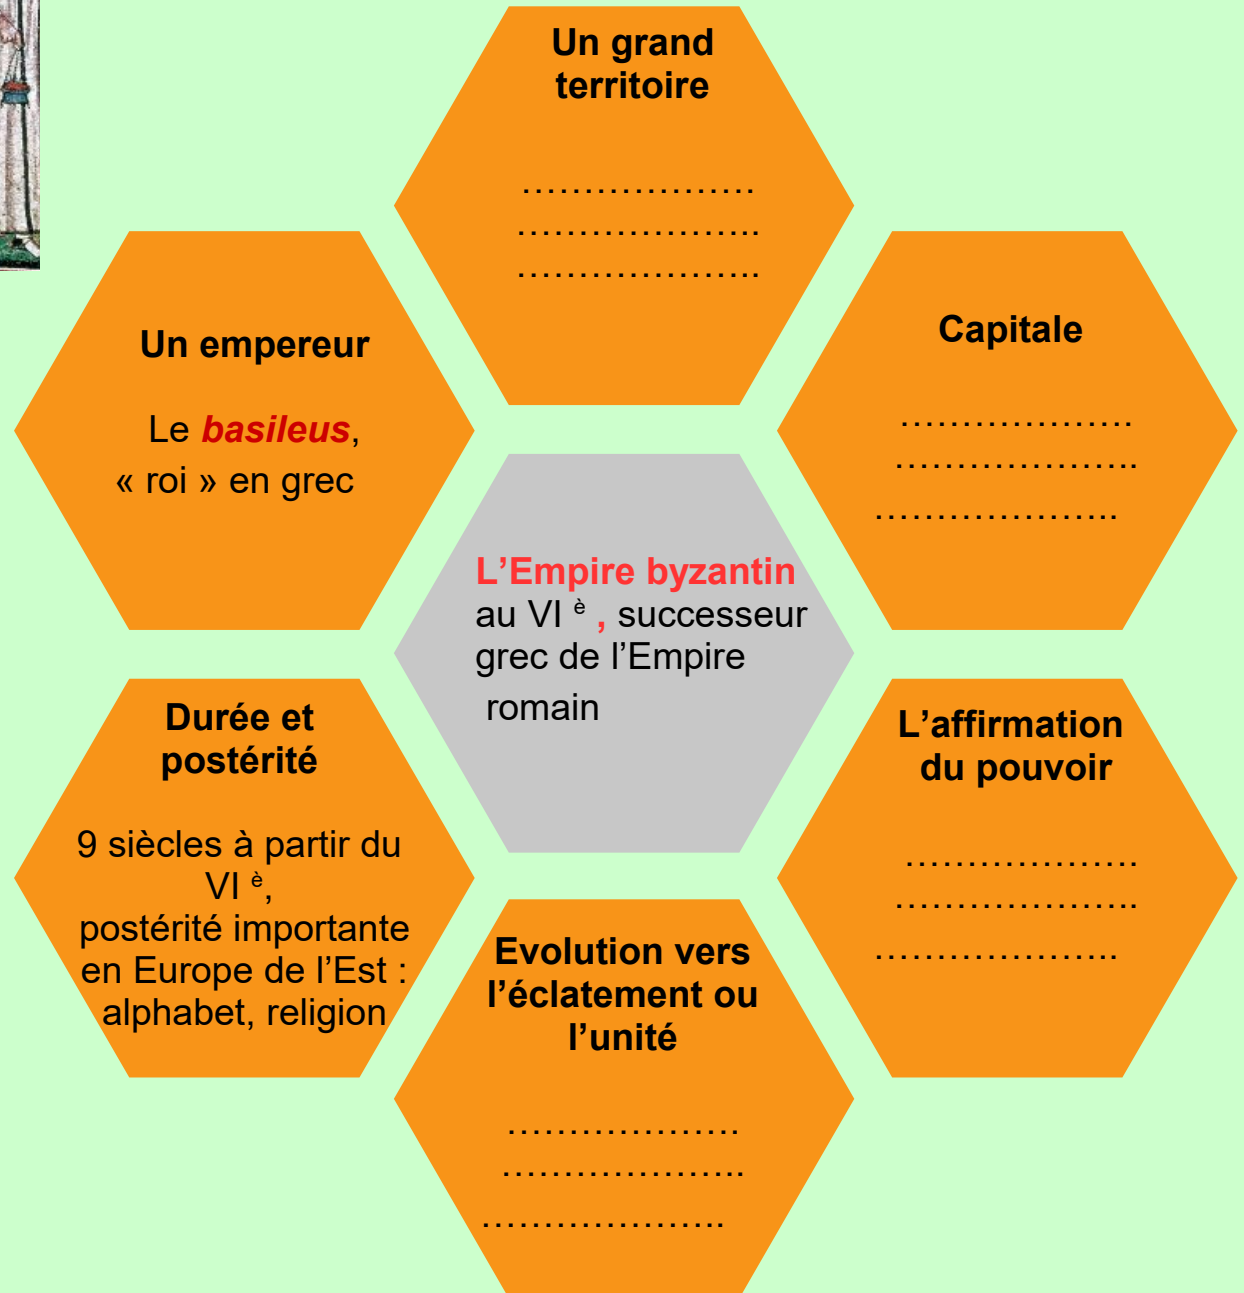 Un grand
territoire
………………..
………………...
………………...
Un empereur
Le basileus,
« roi » en grec
Capitale
………………..
………………...
………………...
L’Empire byzantin
au VI è , successeur
grec de l’Empire
romain
Durée et
postérité
9 siècles à partir du
VI è,
postérité importante
en Europe de l’Est :
alphabet, religion
L’affirmation
du pouvoir
………………..
………………...
………………...
Evolution vers
l’éclatement ou
l’unité
………………..
………………...
………………...